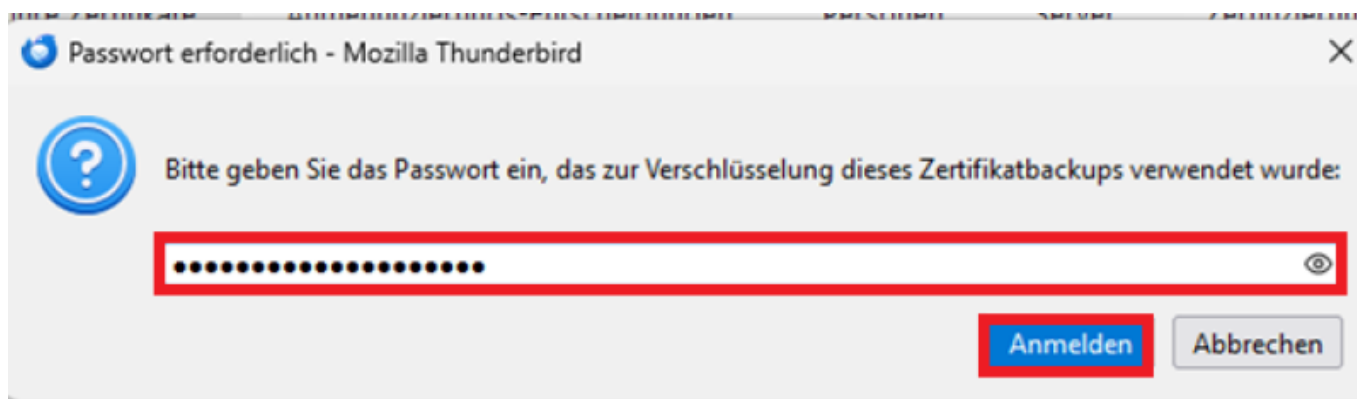 Passwort erforderlich - Mozilla Thunderbird
Bitte geben Sie das Passwort ein, das zur Verschlüsselung dieses Zertifikatbackups verwendet wurde:
••••••••••••••••••••
Anmelden Abbrechen